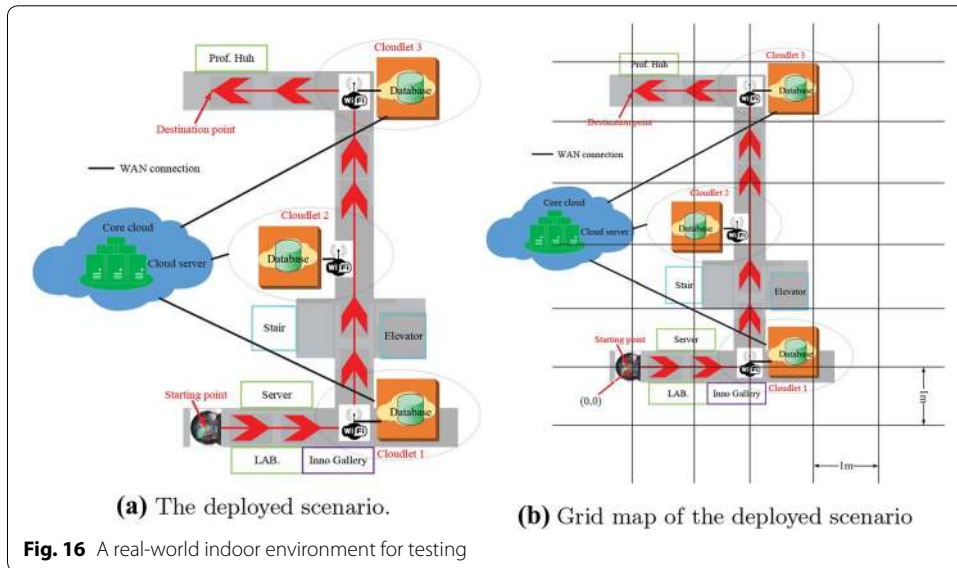 Cloudlet 3
Prof. Huh
Database
WiFi
Destination point
WAN connection
Cloudlet 2
Core cloud
Cloud server
Database
WiFi
Stair
Elevator
Starting point
Server
Database
WiFi
LAB.
Inno Gallery
Cloudlet 1
(a) The deployed scenario.
Cloudlet 3
Prof. Huh
Database
WiFi
Destination point
WAN connection
Cloudlet 2
Core cloud
Cloud server
Database
WiFi
Stair
Elevator
Starting point
Server
Database
WiFi
Cloudlet 1
(0,0)
LAB.
Inno Gallery
1m
1m
(b) Grid map of the deployed scenario
Fig. 16 A real-world indoor environment for testing